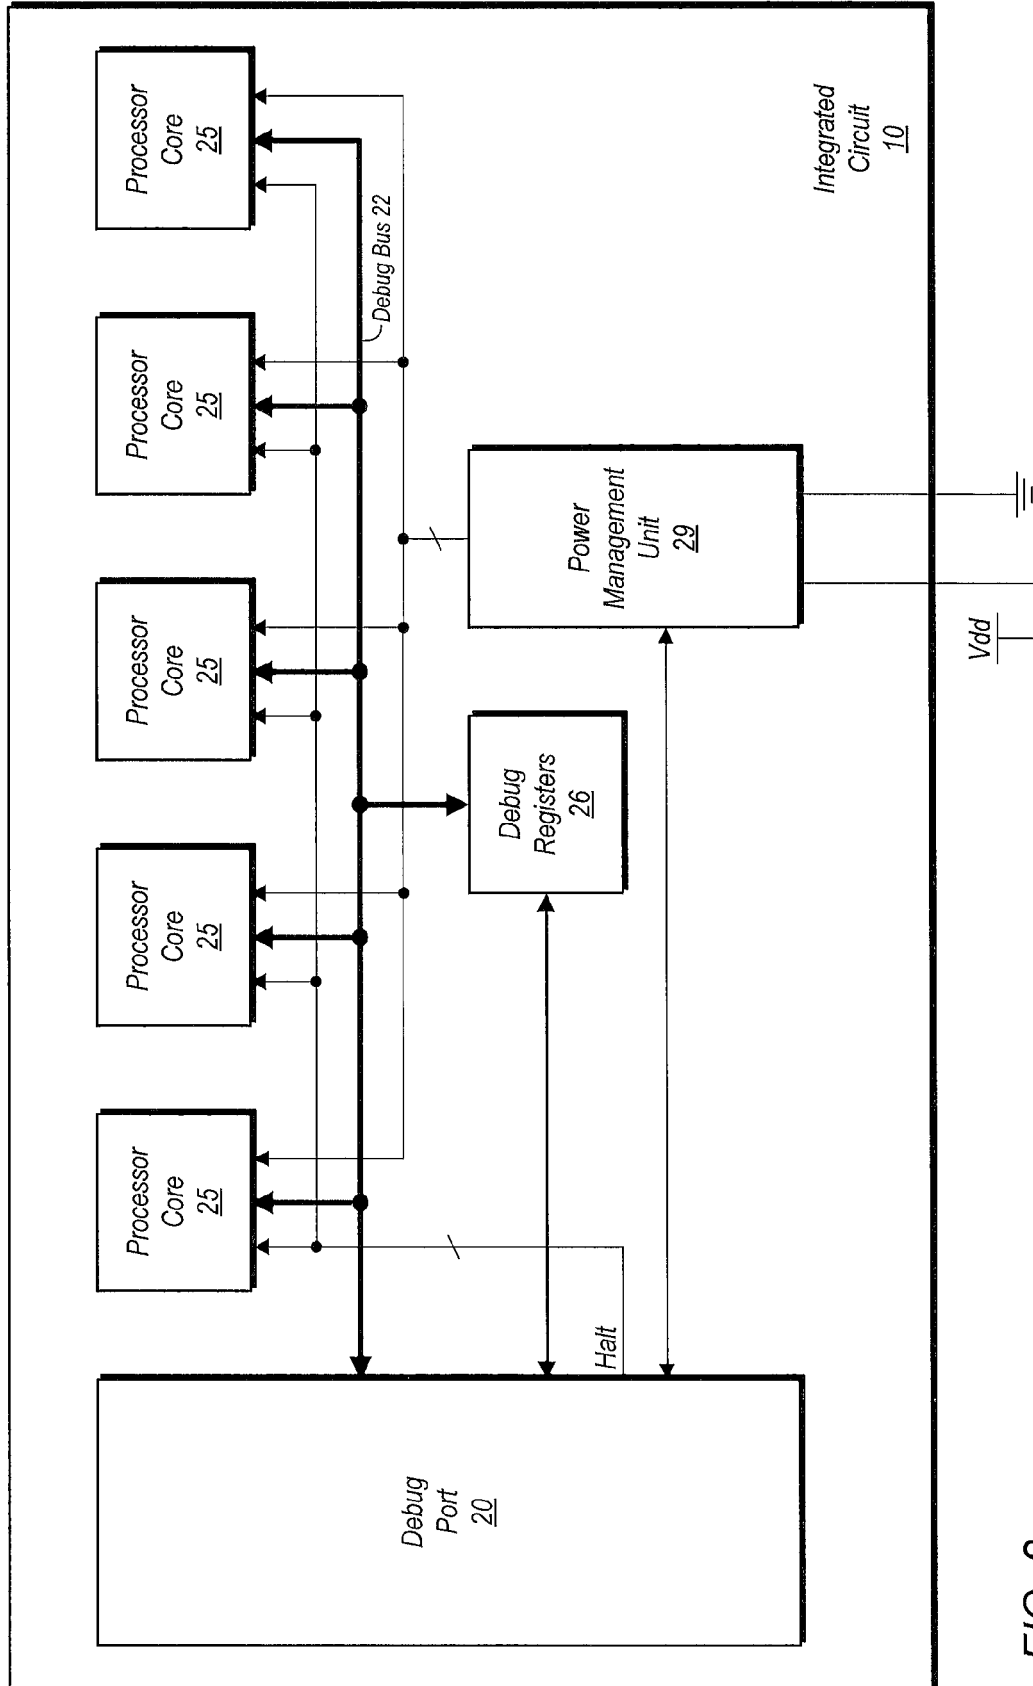 Processor
Core
25
Processor
Core
25
Processor
Core
25
Processor
Core
25
Processor
Core
25
Debug Bus 22
Integrated
Circuit
10
Power
Management
Unit
29
Debug
Registers
26
Vdd
Halt
Debug
Port
20
FIG.